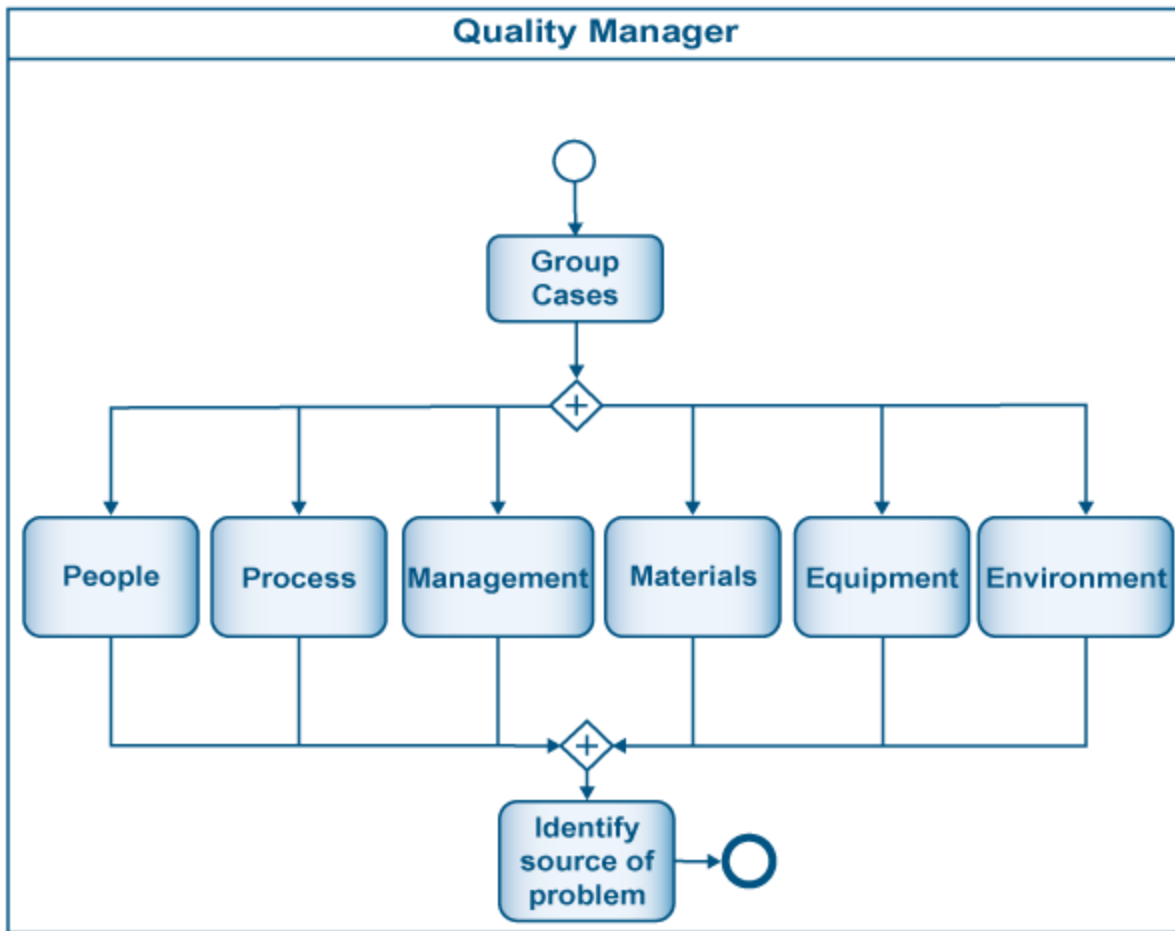 Quality Manager
Group
Cases
People
Process
Management
Materials
Equipment
Environment
Identify
source of
problem